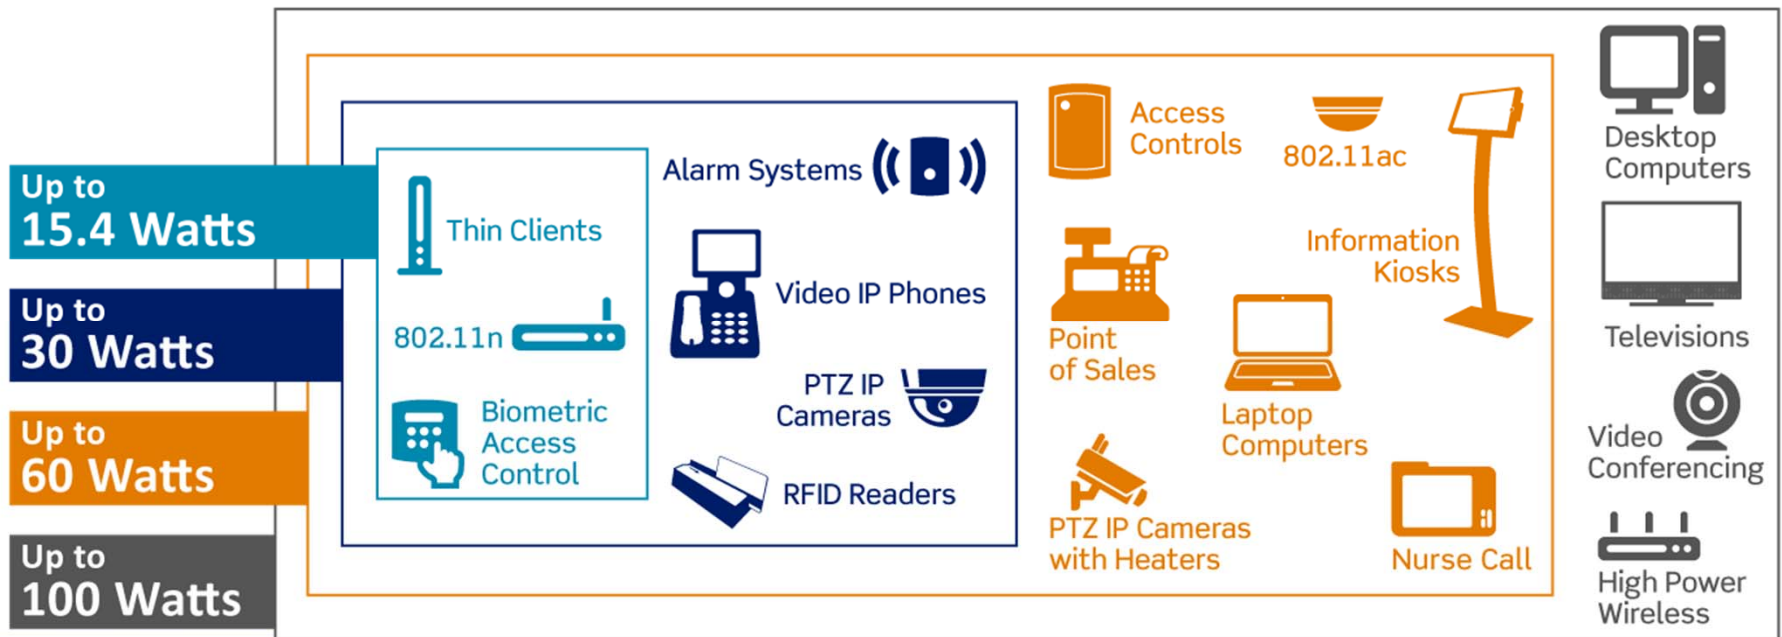 Up to
15.4 Watts
Up to
30 Watts
Up to
60 Watts
Up to
100 Watts
Thin Clients
802.11n
Biometric
Access
Control
Alarm Systems
Video IP Phones
PTZ IP
Cameras
RFID Readers
Access
Controls
802.11ac
Information
Kiosks
Point
of Sales
Laptop
Computers
PTZ IP Cameras
with Heaters
Nurse Call
Desktop
Computers
Televisions
Video
Conferencing
High Power
Wireless